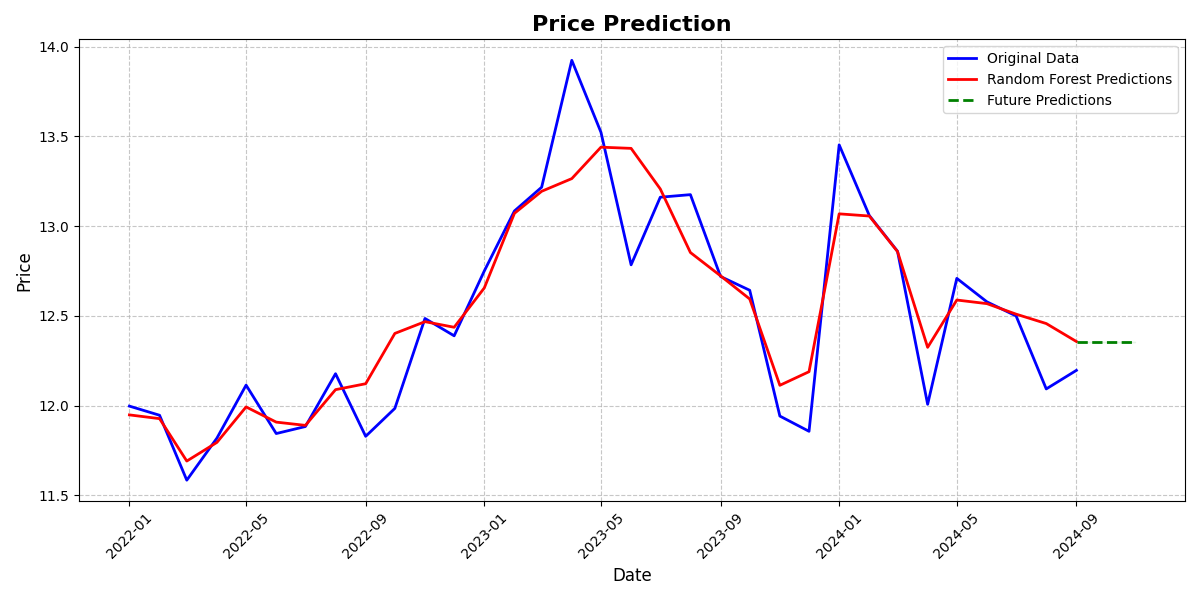 Price Prediction
Original Data
Random Forest Predictions
Future Predictions
Price
14.0
13.5
13.0
12.5
12.0
11.5
2022-01
2022-05
2022-09
2023-01
2023-05
2023-09
2024-01
2024-05
2024-09
Date